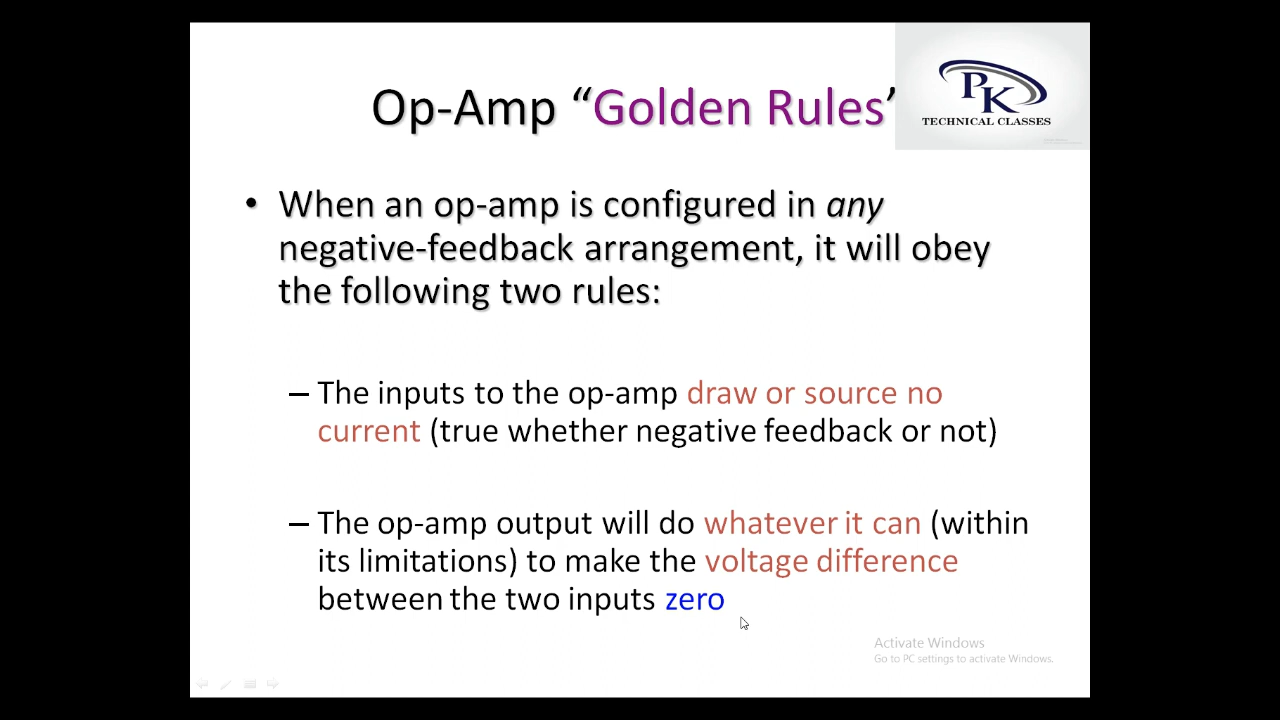 Op-Amp “Golden Rules”
PK
TECHNICAL CLASSES
• When an op-amp is configured in any
negative-feedback arrangement, it will obey
the following two rules:
– The inputs to the op-amp draw or source no
current (true whether negative feedback or not)
– The op-amp output will do whatever it can (within
its limitations) to make the voltage difference
between the two inputs zero
Activate Windows
Go to PC settings to activate Windows.